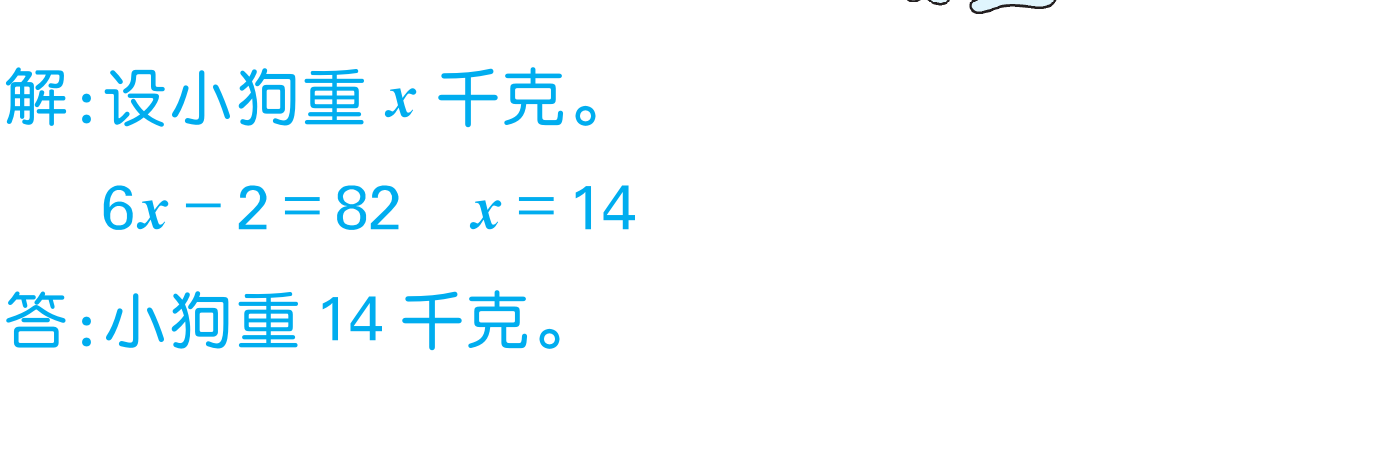 解：设小狗重 x 千克。
6x − 2 = 82 x = 14
答：小狗重 14 千克。